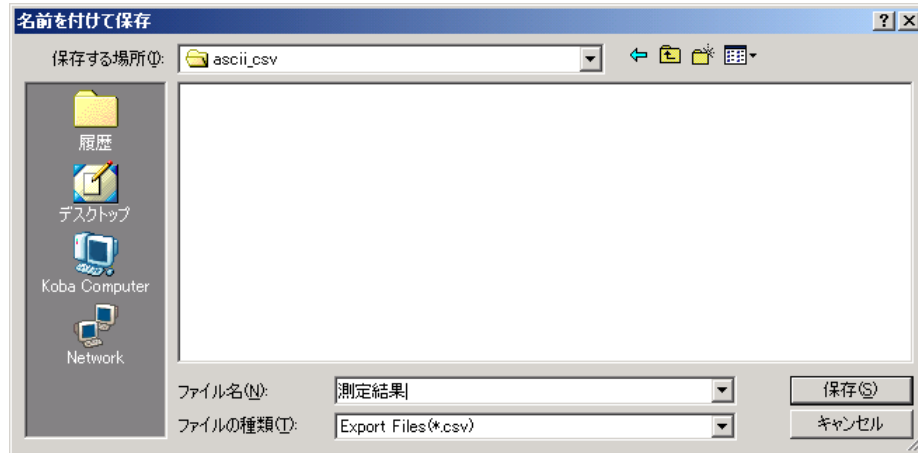 名前を付けて保存
保存する場所(I):
ascii_csv
履歴
デスクトップ
Koba Computer
Network
ファイル名(N):
測定結果
保存(S)
ファイルの種類(T):
Export Files(*.csv)
キャンセル